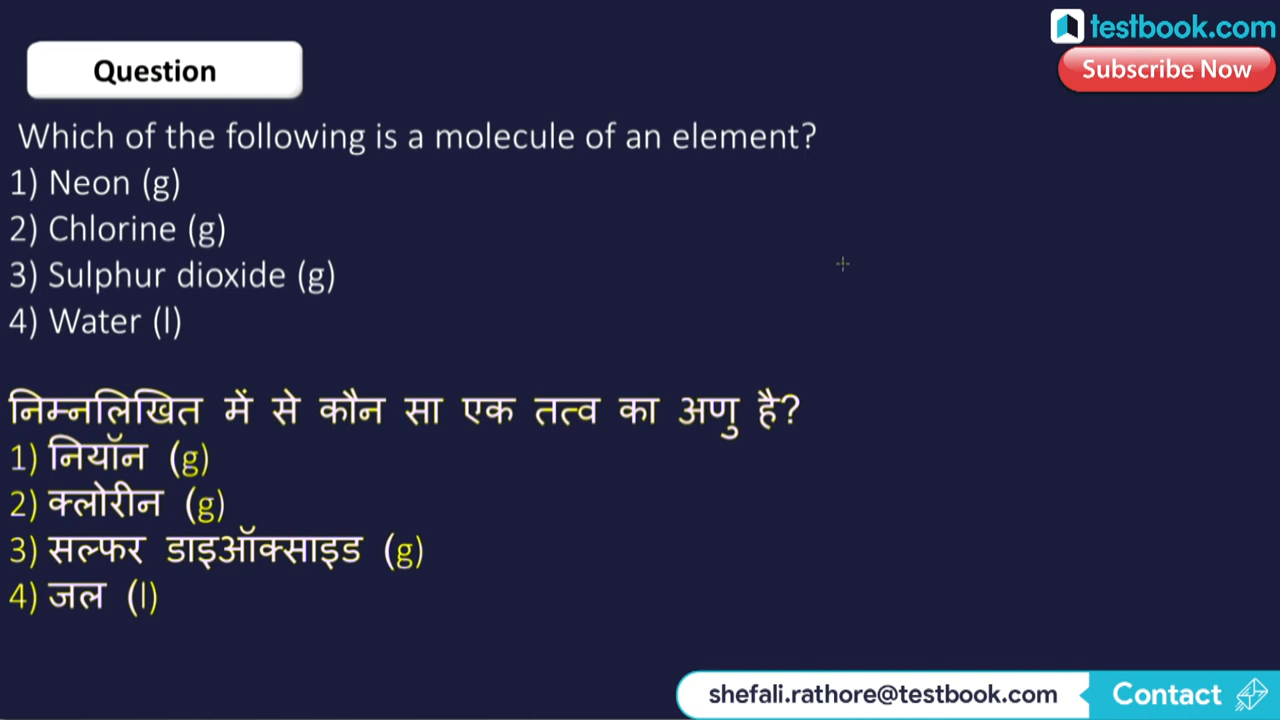 testbook.com
Subscribe Now
Question
Which of the following is a molecule of an element?
1) Neon (g)
2) Chlorine (g)
3) Sulphur dioxide (g)
4) Water (l)
निम्नलिखित में से कौन सा एक तत्व का अणु है?
1) नियॉन (g)
2) क्लोरीन (g)
3) सल्फर डाइऑक्साइड (g)
4) जल (l)
shefali.rathore@testbook.com Contact